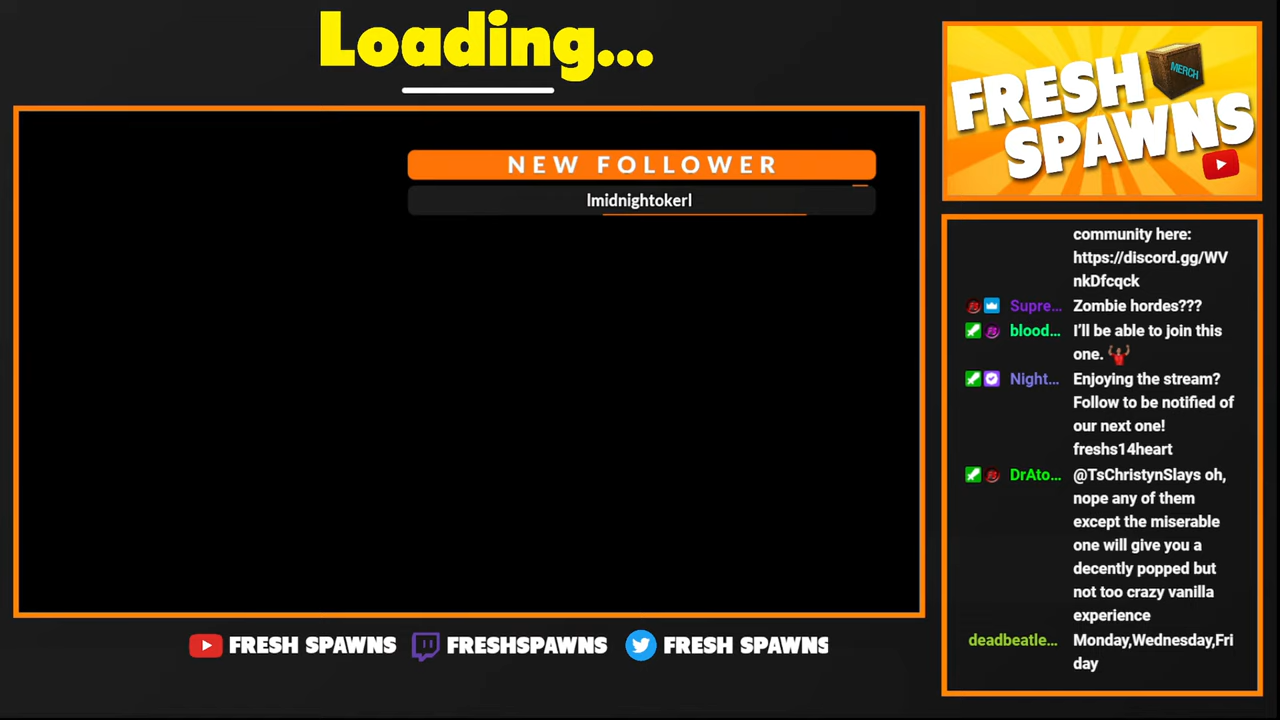 Loading...
NEW FOLLOWER
lmidnightokerl
FRESH
MERCH
SPAWNS
community here:
https://discord.gg/WV
nkDfcqck
Supre... Zombie hordes???
blood... I'll be able to join this
one.
Night... Enjoying the stream?
Follow to be notified of
our next one!
freshs14heart
DrAto... @TsChristynSlays oh,
nope any of them
except the miserable
one will give you a
decently popped but
not too crazy vanilla
experience
deadbeatle... Monday,Wednesday,Fri
day
FRESH SPAWNS FRESHSPAWNS FRESH SPAWNS